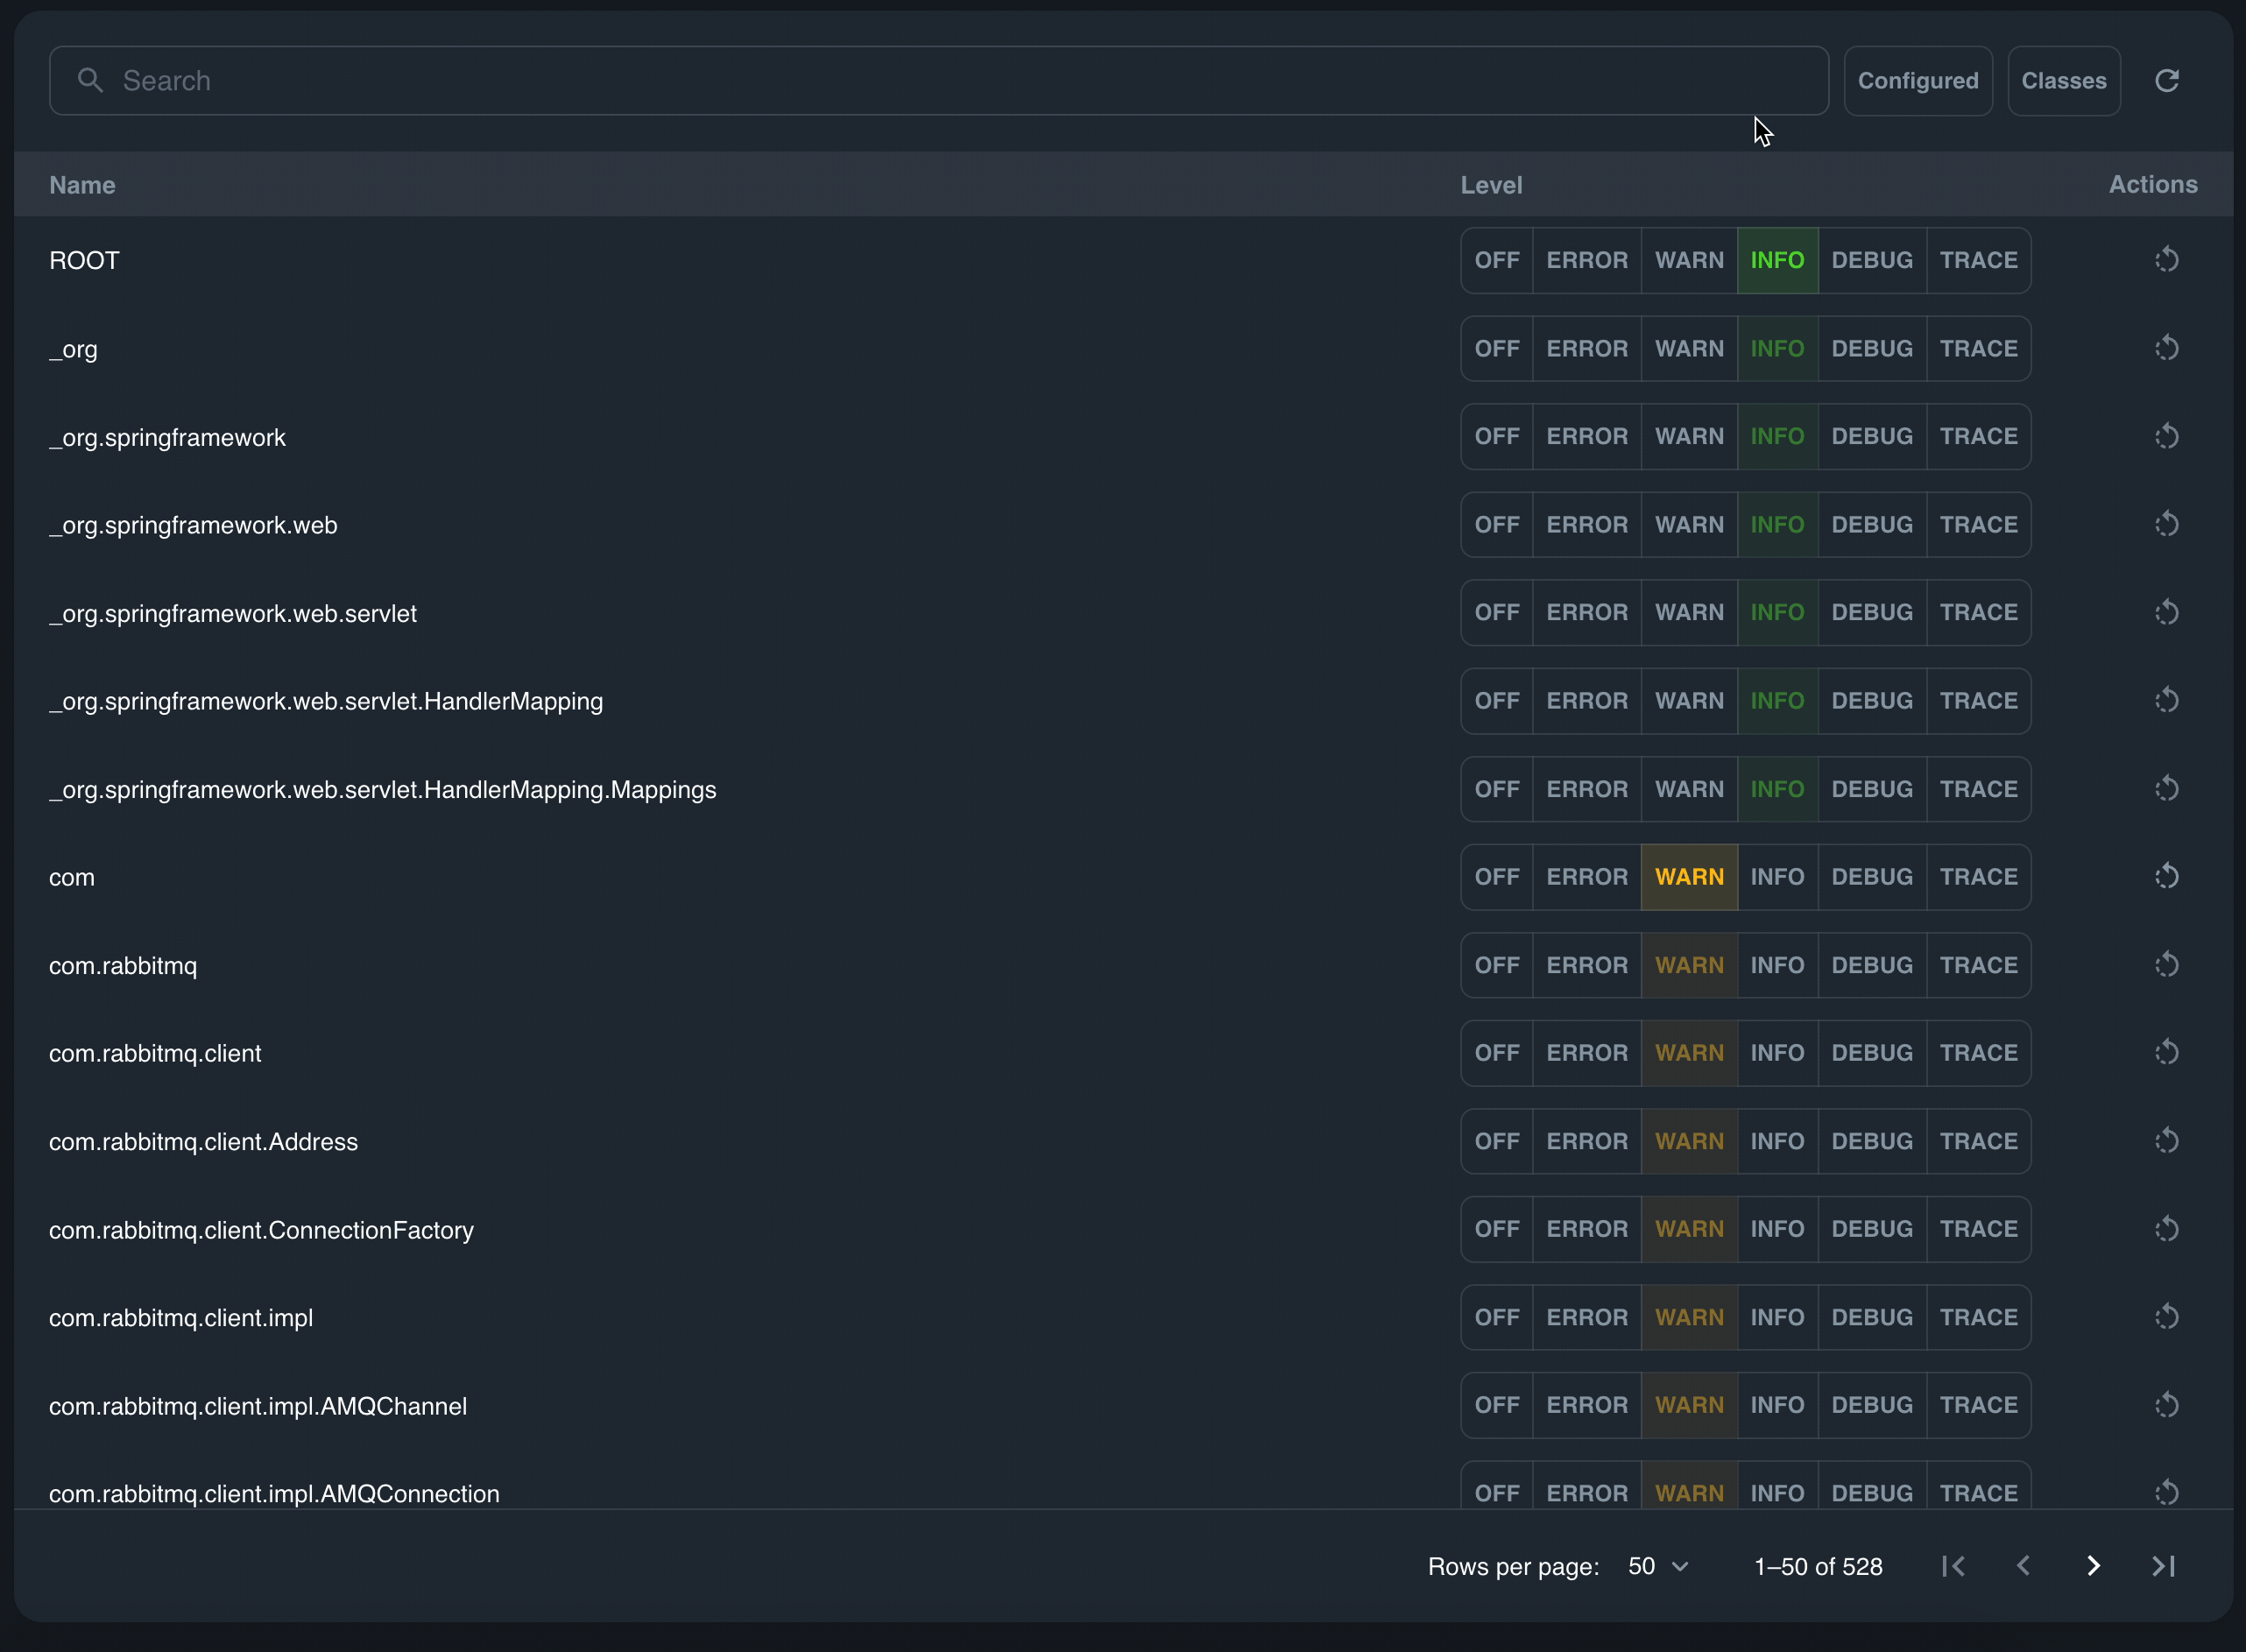 Search Configured Classes
Name Level Actions
ROOT OFF ERROR WARN INFO DEBUG TRACE
_org OFF ERROR WARN INFO DEBUG TRACE
_org.springframework OFF ERROR WARN INFO DEBUG TRACE
_org.springframework.web OFF ERROR WARN INFO DEBUG TRACE
_org.springframework.web.servlet OFF ERROR WARN INFO DEBUG TRACE
_org.springframework.web.servlet.HandlerMapping OFF ERROR WARN INFO DEBUG TRACE
_org.springframework.web.servlet.HandlerMapping.Mappings OFF ERROR WARN INFO DEBUG TRACE
com OFF ERROR WARN INFO DEBUG TRACE
com.rabbitmq OFF ERROR WARN INFO DEBUG TRACE
com.rabbitmq.client OFF ERROR WARN INFO DEBUG TRACE
com.rabbitmq.client.Address OFF ERROR WARN INFO DEBUG TRACE
com.rabbitmq.client.ConnectionFactory OFF ERROR WARN INFO DEBUG TRACE
com.rabbitmq.client.impl OFF ERROR WARN INFO DEBUG TRACE
com.rabbitmq.client.impl.AMQChannel OFF ERROR WARN INFO DEBUG TRACE
com.rabbitmq.client.impl.AMQConnection OFF ERROR WARN INFO DEBUG TRACE
Rows per page: 50 1–50 of 528